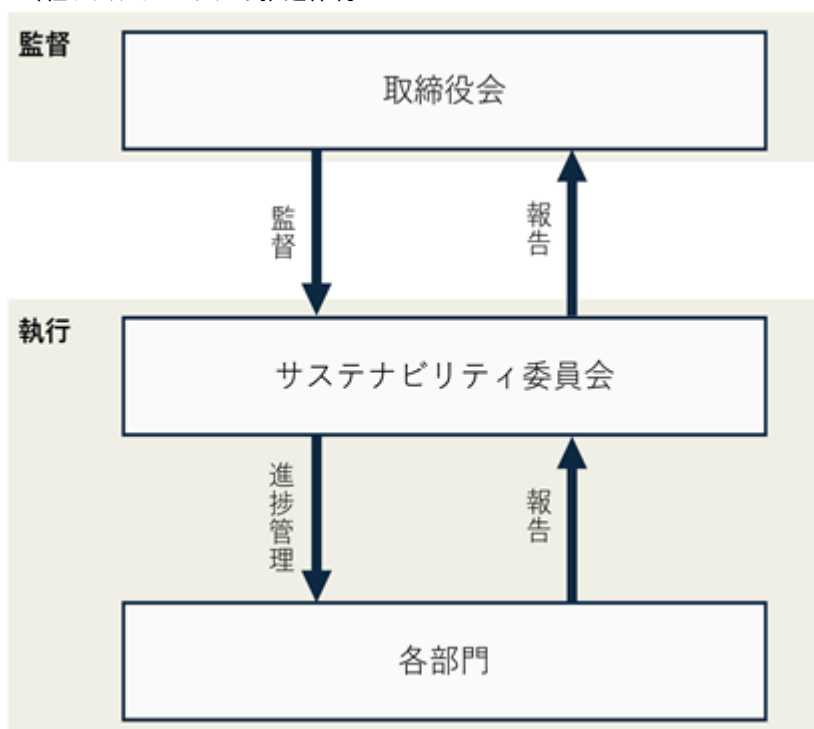 監督
取締役会
監督
報告
執行
サステナビリティ委員会
進捗管理
報告
各部門